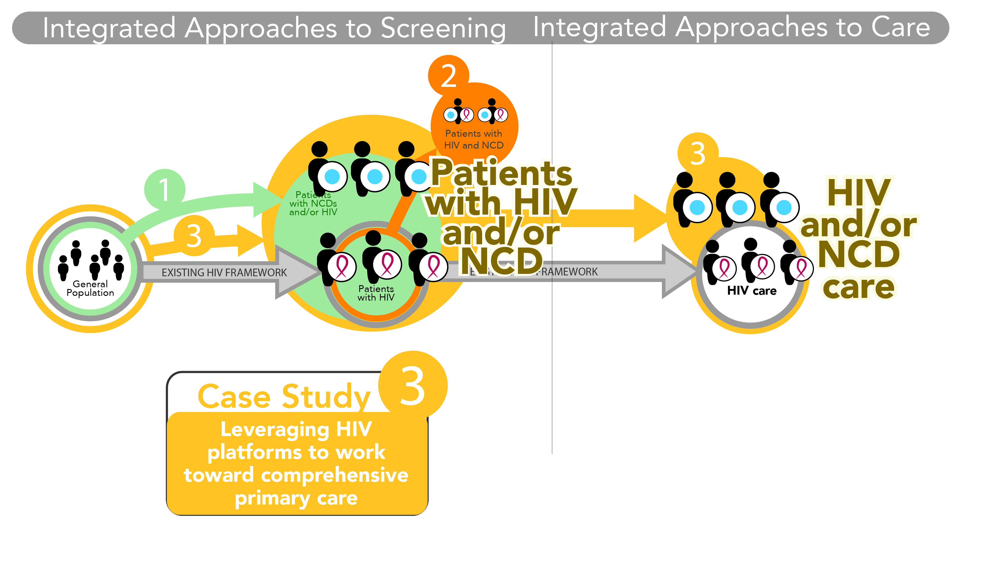 Integrated Approaches to Screening
Integrated Approaches to Care
2
Patients with
HIV and NCD
1
3
Patients
with NCDs
and/or HIV
Patients
with HIV
and/or
NCD
3
HIV
and/or
NCD
care
General
Population
EXISTING HIV FRAMEWORK
Patients
with HIV
FRAMEWORK
HIV care
Case Study
3
Leveraging HIV
platforms to work
toward comprehensive
primary care